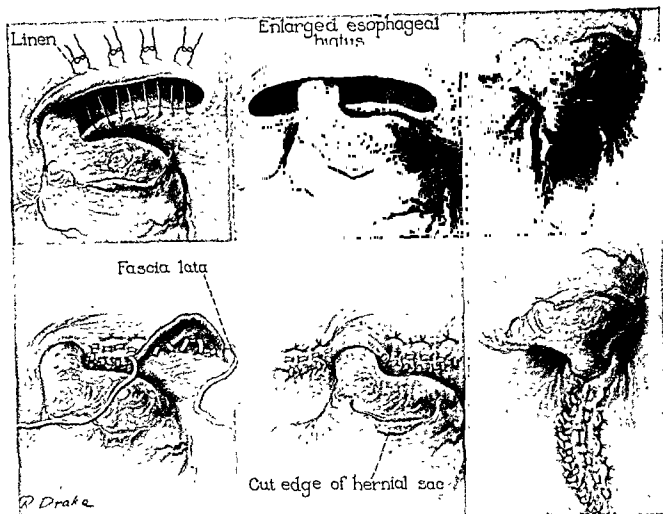 Linen
Enlarged esophageal
hiatus
Fascia lata
Cut edge of hernial sac
R Drake